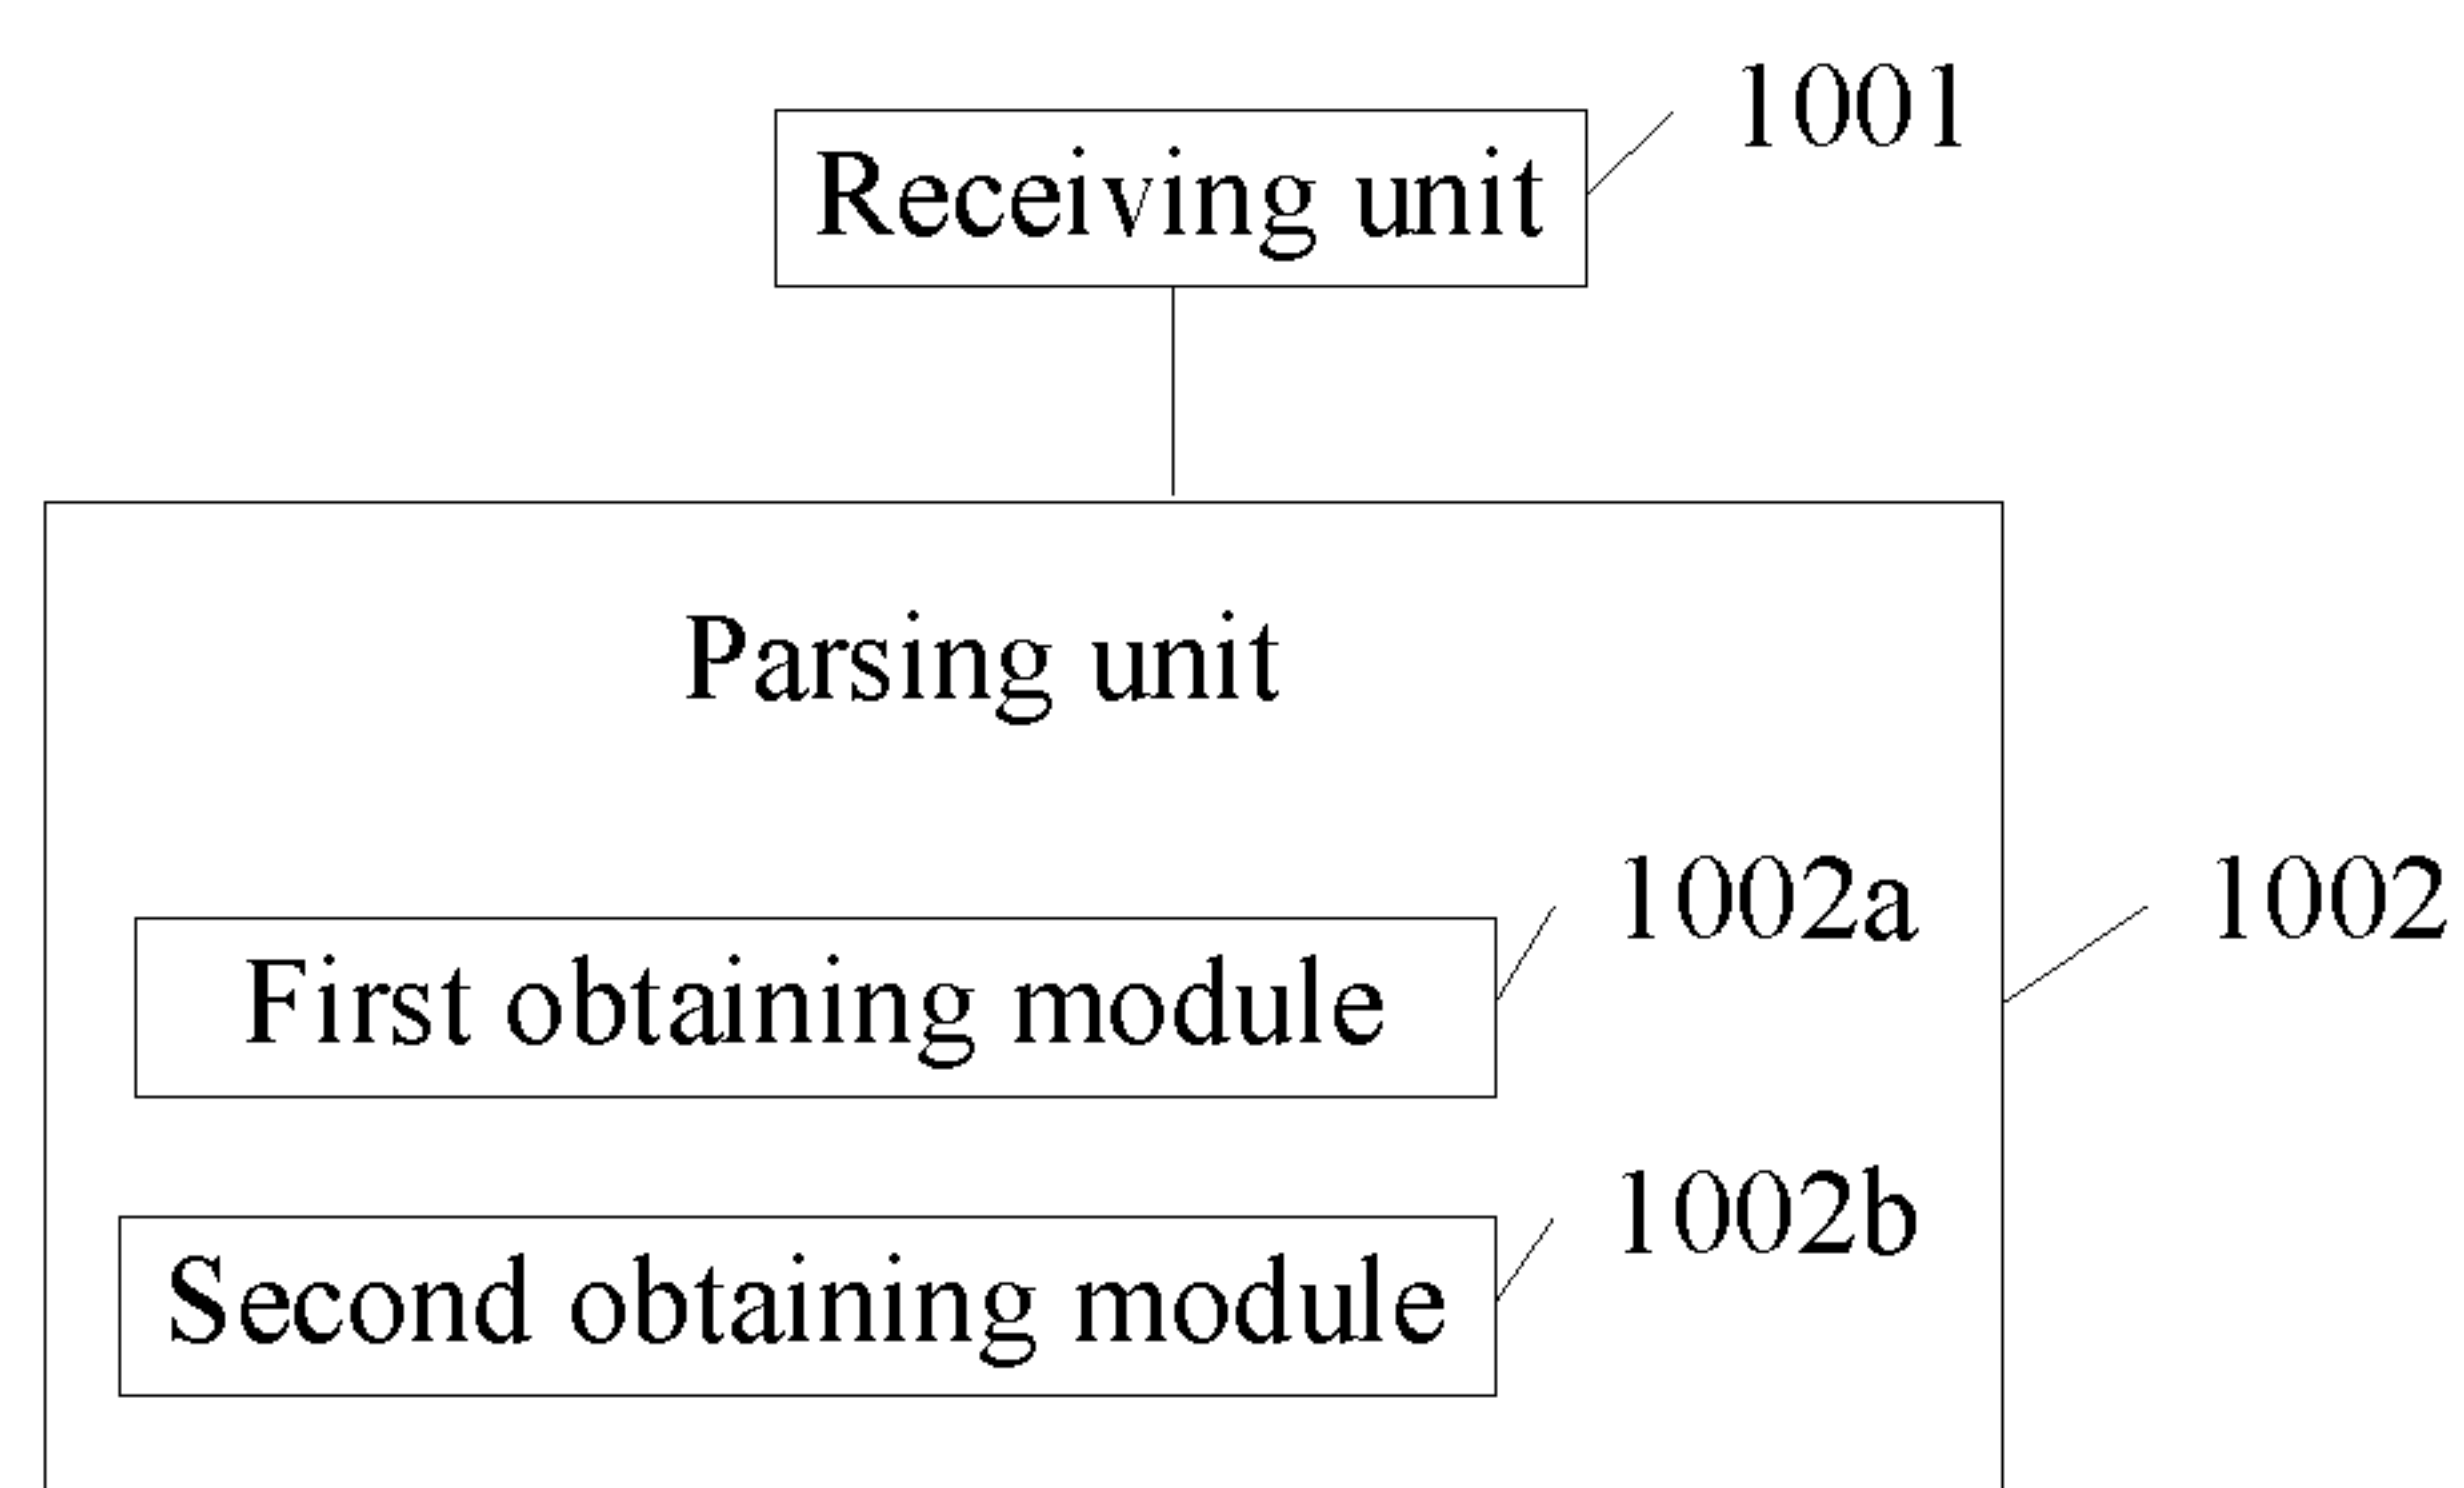 1001
Receiving unit
Parsing unit
1002a
1002
First obtaining module
1002b
Second obtaining module